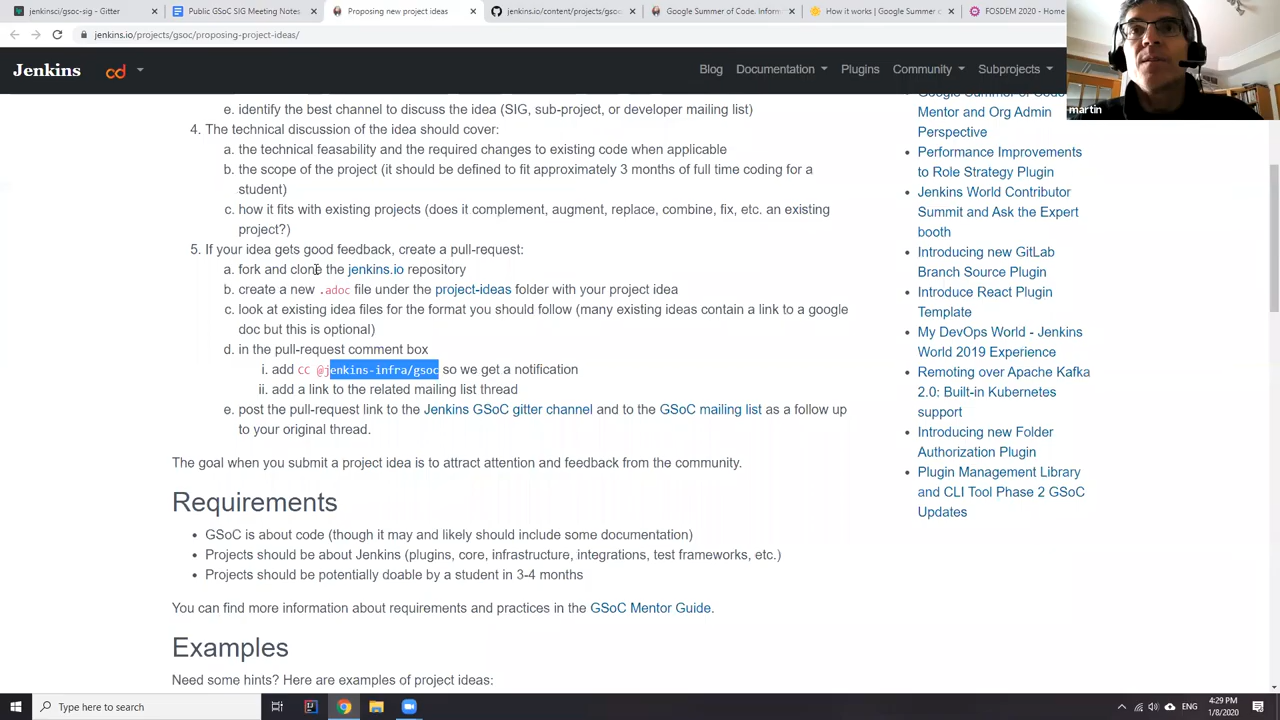 jenkinsci/gsoc-sig - Gitter
Public GSoC SIG Meeting Notes
Proposing new project ideas
jenkins.io/content/projects/gsoc
Google Summer of Code. Inform
How it works | Google Summer c
FOSDEM 2020 - Home
jenkins.io/projects/gsoc/proposing-project-ideas/
Jenkins
cd
Blog
Documentation
Plugins
Community
Subprojects
martin
e. identify the best channel to discuss the idea (SIG, sub-project, or developer mailing list)
4. The technical discussion of the idea should cover:
a. the technical feasability and the required changes to existing code when applicable
b. the scope of the project (it should be defined to fit approximately 3 months of full time coding for a
student)
c. how it fits with existing projects (does it complement, augment, replace, combine, fix, etc. an existing
project?)
5. If your idea gets good feedback, create a pull-request:
a. fork and clone the jenkins.io repository
b. create a new .adoc file under the project-ideas folder with your project idea
c. look at existing idea files for the format you should follow (many existing ideas contain a link to a google
doc but this is optional)
d. in the pull-request comment box
i. add CC @jenkins-infra/gsoc so we get a notification
ii. add a link to the related mailing list thread
e. post the pull-request link to the Jenkins GSoC gitter channel and to the GSoC mailing list as a follow up
to your original thread.
The goal when you submit a project idea is to attract attention and feedback from the community.
Requirements
• GSoC is about code (though it may and likely should include some documentation)
• Projects should be about Jenkins (plugins, core, infrastructure, integrations, test frameworks, etc.)
• Projects should be potentially doable by a student in 3-4 months
You can find more information about requirements and practices in the GSoC Mentor Guide.
Examples
Need some hints? Here are examples of project ideas:
Google Summer of Code
Mentor and Org Admin
Perspective
• Performance Improvements
to Role Strategy Plugin
• Jenkins World Contributor
Summit and Ask the Expert
booth
• Introducing new GitLab
Branch Source Plugin
• Introduce React Plugin
Template
• My DevOps World - Jenkins
World 2019 Experience
• Remoting over Apache Kafka
2.0: Built-in Kubernetes
support
• Introducing new Folder
Authorization Plugin
• Plugin Management Library
and CLI Tool Phase 2 GSoC
Updates
Type here to search
ENG
4:29 PM
1/8/2020